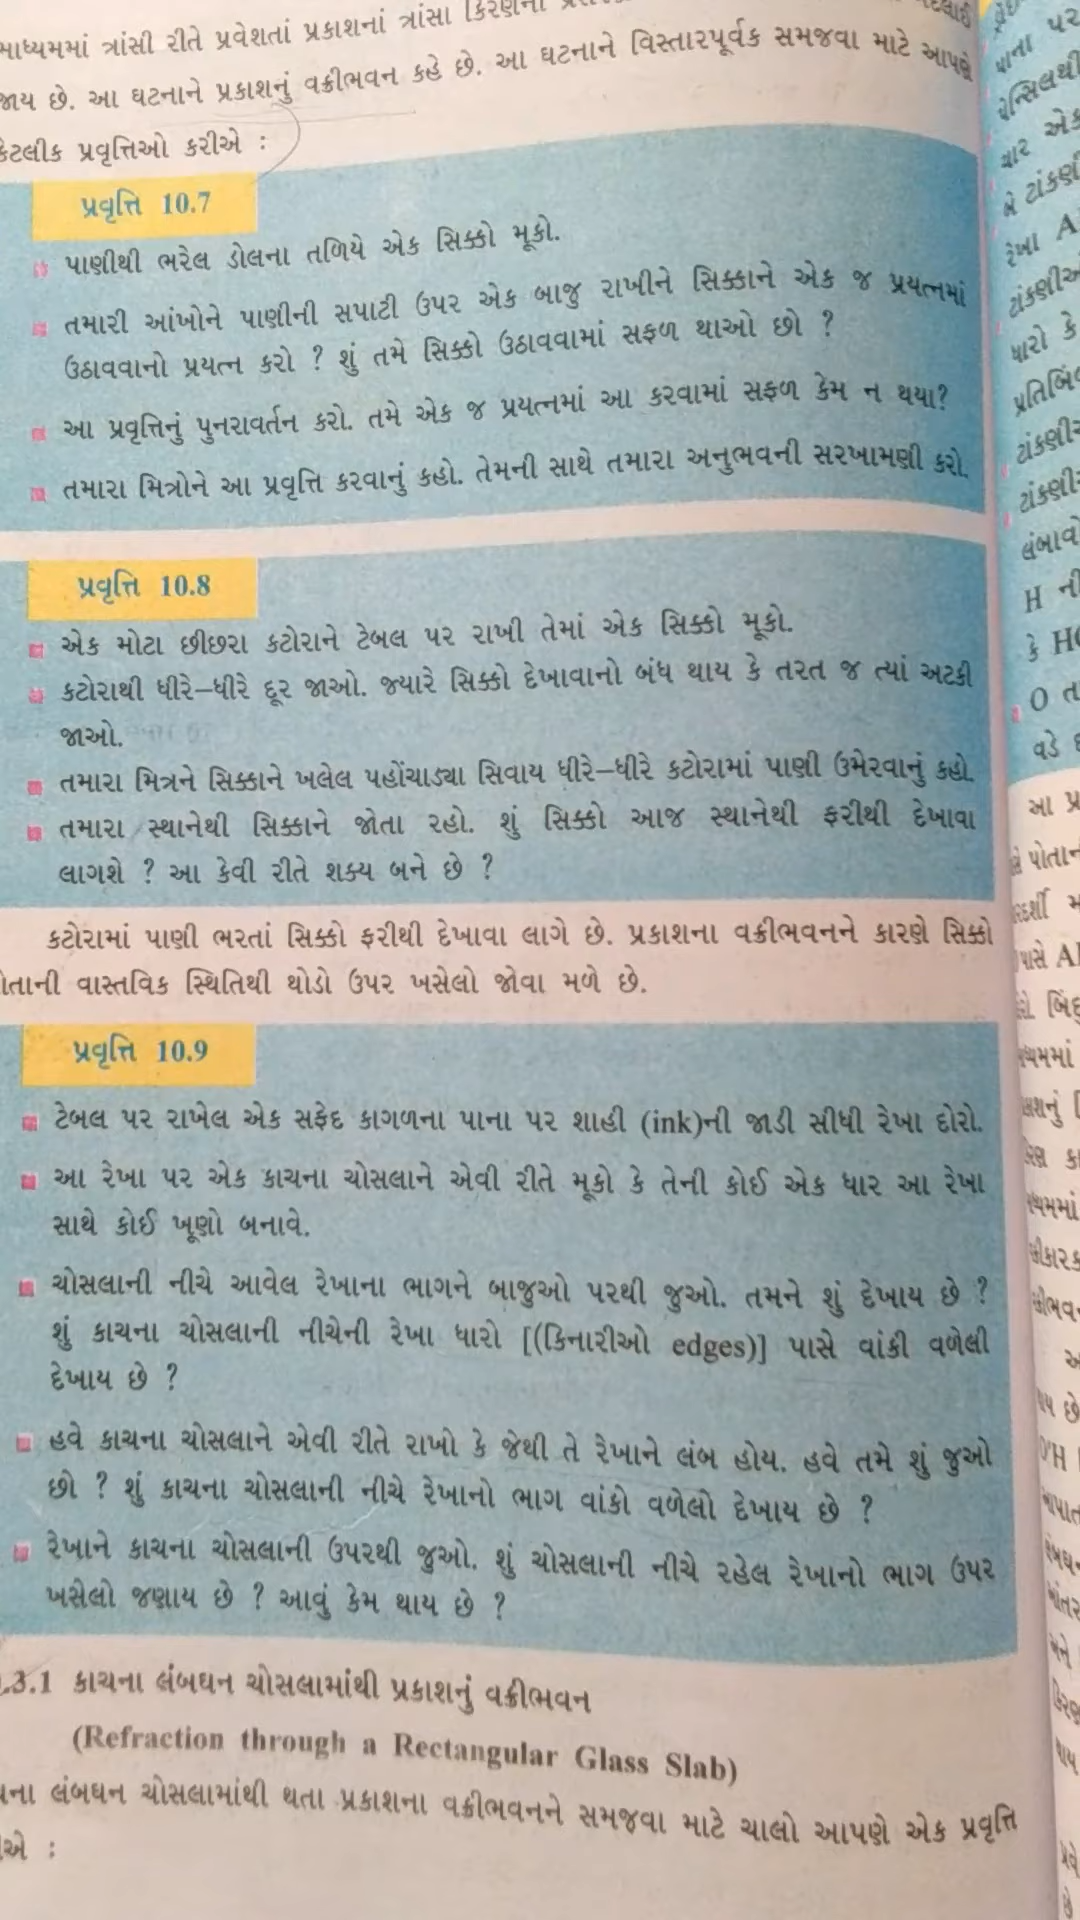 માધ્યમમાં ત્રાંસી રીતે પ્રવેશતાં પ્રકાશનાં ત્રાંસા કિરણની
જાય છે. આ ઘટનાને પ્રકાશનું વક્રીભવન કહે છે. આ ઘટનાને વિસ્તારપૂર્વક સમજવા માટે આપણે
કેટલીક પ્રવૃત્તિઓ કરીએ :
પ્રવૃત્તિ 10.7
પાણીથી ભરેલ ડોલના તળિયે એક સિક્કો મૂકો.
તમારી આંખોને પાણીની સપાટી ઉપર એક બાજુ રાખીને સિક્કાને એક જ પ્રયત્નમાં
ઉઠાવવાનો પ્રયત્ન કરો ? શું તમે સિક્કો ઉઠાવવામાં સફળ થાઓ છો ?
આ પ્રવૃત્તિનું પુનરાવર્તન કરો. તમે એક જ પ્રયત્નમાં આ કરવામાં સફળ કેમ ન થયા?
તમારા મિત્રોને આ પ્રવૃત્તિ કરવાનું કહો. તેમની સાથે તમારા અનુભવની સરખામણી કરો.
પ્રવૃત્તિ 10.8
એક મોટા છીછરા કટોરાને ટેબલ પર રાખી તેમાં એક સિક્કો મૂકો.
કટોરાથી ધીરે–ધીરે દૂર જાઓ. જ્યારે સિક્કો દેખાવાનો બંધ થાય કે તરત જ ત્યાં અટકી
જાઓ.
તમારા મિત્રને સિક્કાને ખલેલ પહોંચાડ્યા સિવાય ધીરે–ધીરે કટોરામાં પાણી ઉમેરવાનું કહો.
તમારા સ્થાનેથી સિક્કાને જોતા રહો. શું સિક્કો આજ સ્થાનેથી ફરીથી દેખાવા
લાગશે ? આ કેવી રીતે શક્ય બને છે ?
કટોરામાં પાણી ભરતાં સિક્કો ફરીથી દેખાવા લાગે છે. પ્રકાશના વક્રીભવનને કારણે સિક્કો
ોતાની વાસ્તવિક સ્થિતિથી થોડો ઉપર ખસેલો જોવા મળે છે.
પ્રવૃત્તિ 10.9
ટેબલ પર રાખેલ એક સફેદ કાગળના પાના પર શાહી (ink)ની જાડી સીધી રેખા દોરો.
આ રેખા પર એક કાચના ચોસલાને એવી રીતે મૂકો કે તેની કોઈ એક ધાર આ રેખા
સાથે કોઈ ખૂણો બનાવે.
ચોસલાની નીચે આવેલ રેખાના ભાગને બાજુઓ પરથી જુઓ. તમને શું દેખાય છે ?
શું કાચના ચોસલાની નીચેની રેખા ધારો [(કિનારીઓ edges)] પાસે વાંકી વળેલી
દેખાય છે ?
હવે કાચના ચોસલાને એવી રીતે રાખો કે જેથી તે રેખાને લંબ હોય. હવે તમે શું જુઓ
છો ? શું કાચના ચોસલાની નીચે રેખાનો ભાગ વાંકો વળેલો દેખાય છે ?
રેખાને કાચના ચોસલાની ઉપરથી જુઓ. શું ચોસલાની નીચે રહેલ રેખાનો ભાગ ઉપર
ખસેલો જણાય છે ? આવું કેમ થાય છે ?
.3.1 કાચના લંબઘન ચોસલામાંથી પ્રકાશનું વક્રીભવન
(Refraction through a Rectangular Glass Slab)
લંબઘન ચોસલામાંથી થતા પ્રકાશના વક્રીભવનને સમજવા માટે ચાલો આપણે એક પ્રવૃત્તિ
એ :
પેન્સિલથી
ચાર એક
બે
રેખા A
H ની
O ત
વડે
આ પ્ર
પાસે